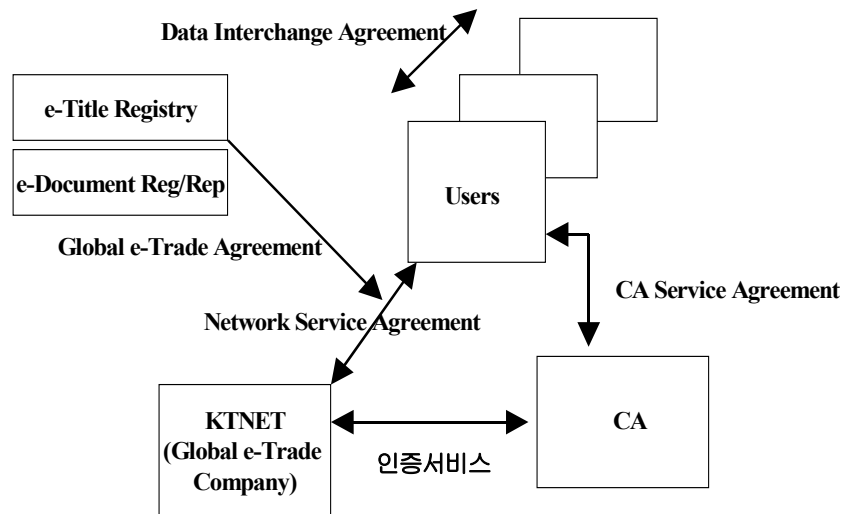 Data Interchange Agreement
e-Title Registry
e-Document Reg/Rep
Users
Global e-Trade Agreement
CA Service Agreement
Network Service Agreement
KTNET
(Global e-Trade
Company)
CA
인증서비스